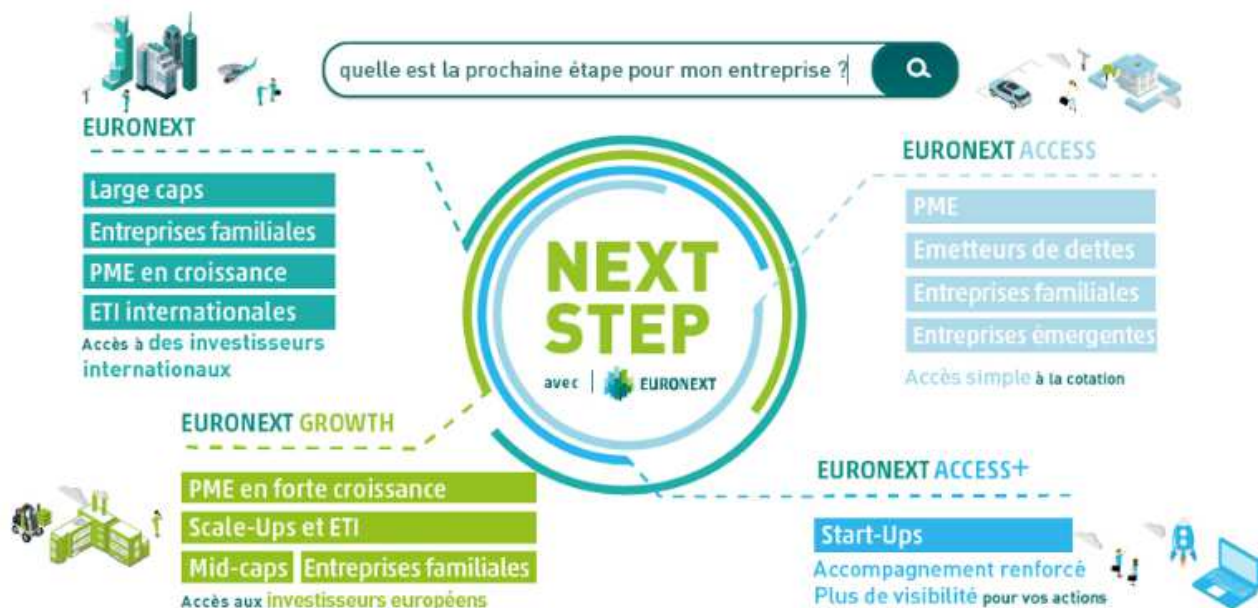 quelle est la prochaine étape pour mon entreprise ?
EURONEXT
Large caps
Entreprises familiales
PME en croissance
ETI internationales
Accès à des investisseurs
internationaux
EURONEXT ACCESS
PME
Emetteurs de dettes
Entreprises familiales
Entreprises émergentes
Accès simple à la cotation
NEXT
STEP
avec | EURONEXT
EURONEXT GROWTH
PME en forte croissance
Scale-Ups et ETI
Mid-caps Entreprises familiales
Accès aux investisseurs européens
EURONEXT ACCESS+
Start-Ups
Accompagnement renforcé
Plus de visibilité pour vos actions